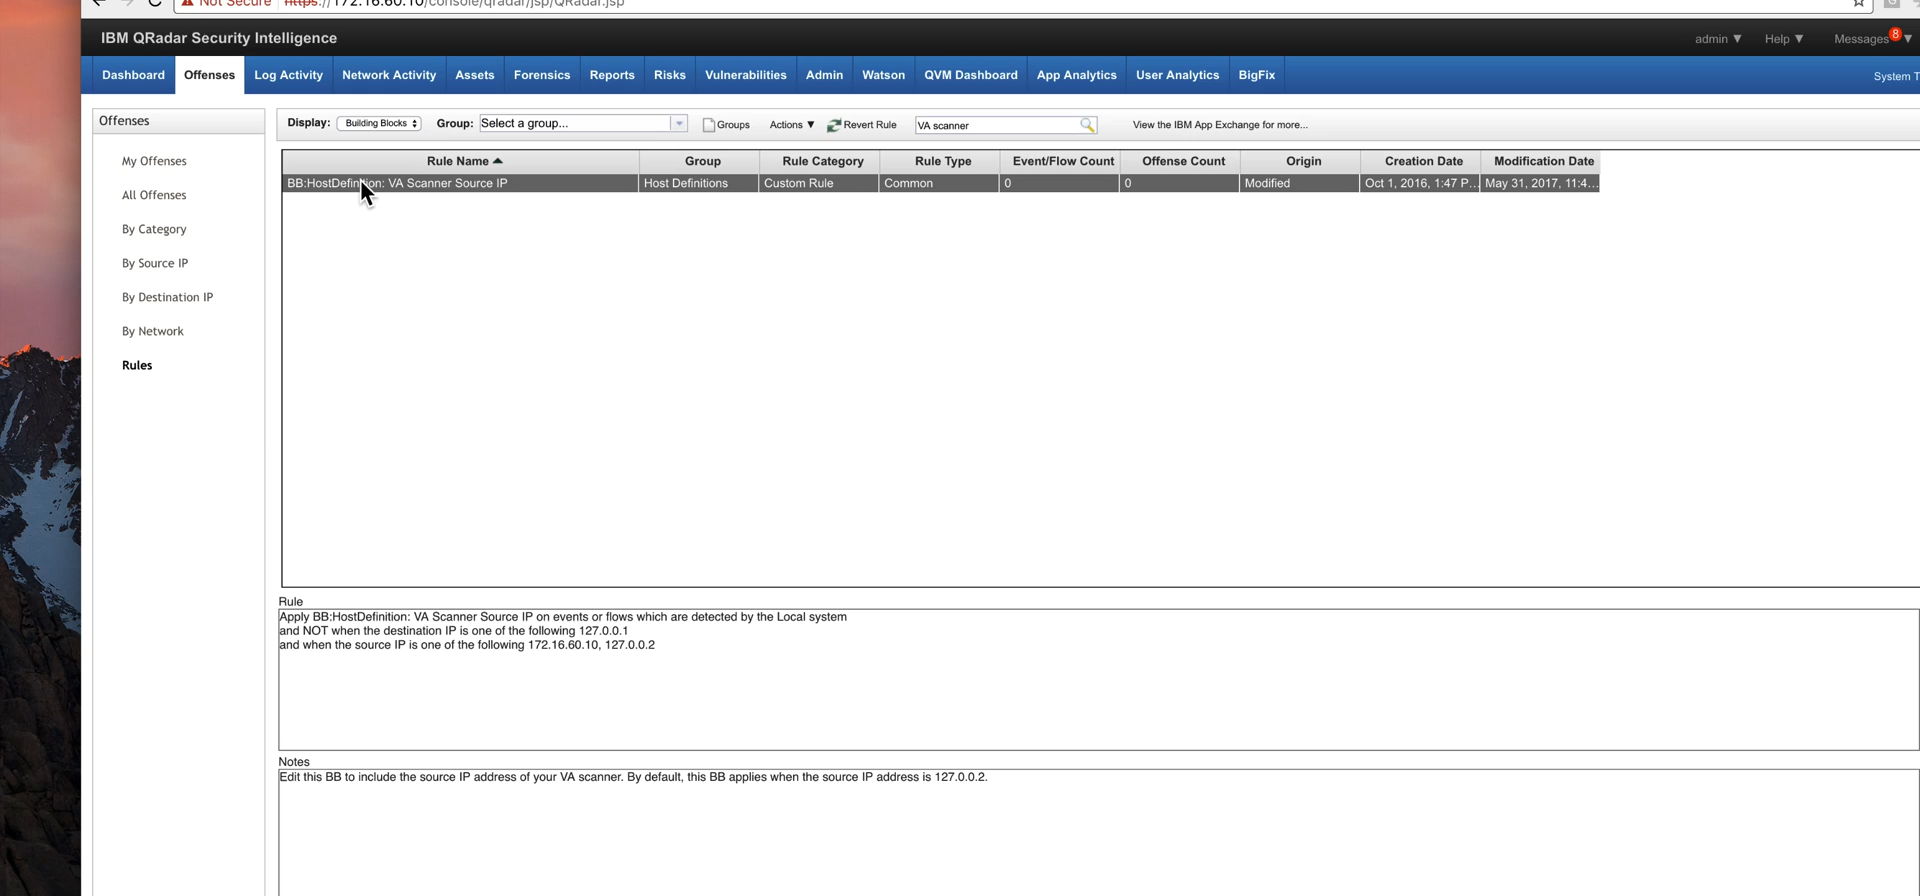 Not Secure https://172.16.60.10/console/qradar/jsp/QRadar.jsp
IBM QRadar Security Intelligence
admin ▼ Help ▼ Messages 8 ▼
Dashboard Offenses Log Activity Network Activity Assets Forensics Reports Risks Vulnerabilities Admin Watson QVM Dashboard App Analytics User Analytics BigFix System T
Offenses
My Offenses
All Offenses
By Category
By Source IP
By Destination IP
By Network
Rules
Display: Building Blocks Group: Select a group... Groups Actions ▼ Revert Rule VA scanner View the IBM App Exchange for more...
Rule Name Group Rule Category Rule Type Event/Flow Count Offense Count Origin Creation Date Modification Date
BB:HostDefinition: VA Scanner Source IP Host Definitions Custom Rule Common 0 0 Modified Oct 1, 2016, 1:47 P... May 31, 2017, 11:4...
Rule
Apply BB:HostDefinition: VA Scanner Source IP on events or flows which are detected by the Local system
and NOT when the destination IP is one of the following 127.0.0.1
and when the source IP is one of the following 172.16.60.10, 127.0.0.2
Notes
Edit this BB to include the source IP address of your VA scanner. By default, this BB applies when the source IP address is 127.0.0.2.